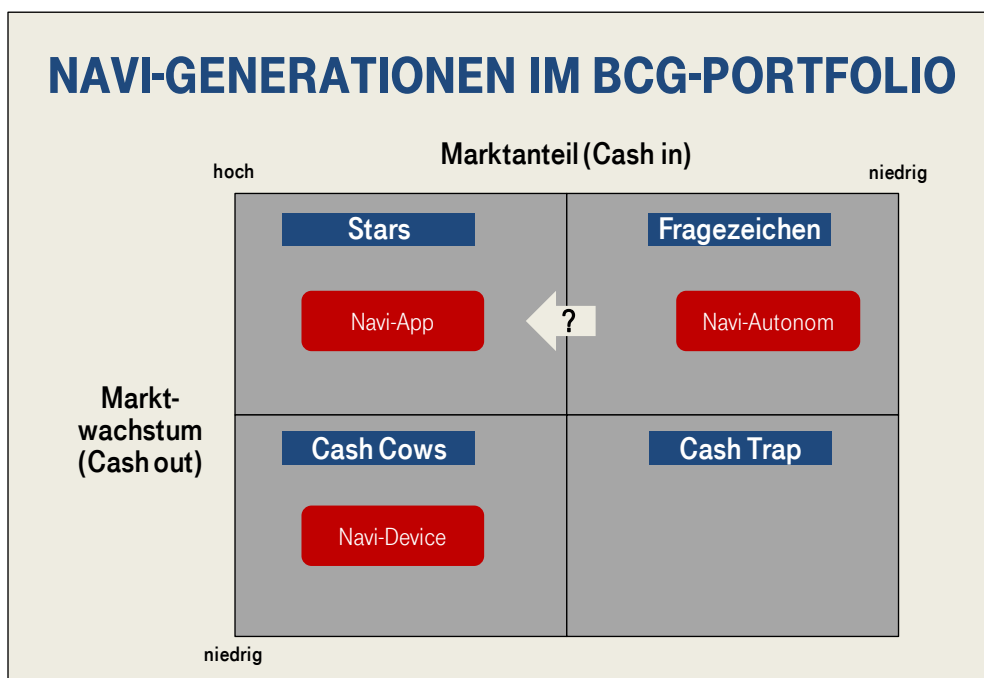 NAVI-GENERATIONEN IM BCG-PORTFOLIO
Marktanteil (Cash in)
hoch
niedrig
Stars
Fragezeichen
Navi-App
?
Navi-Autonom
Markt-
wachstum
(Cash out)
Cash Cows
Cash Trap
Navi-Device
niedrig